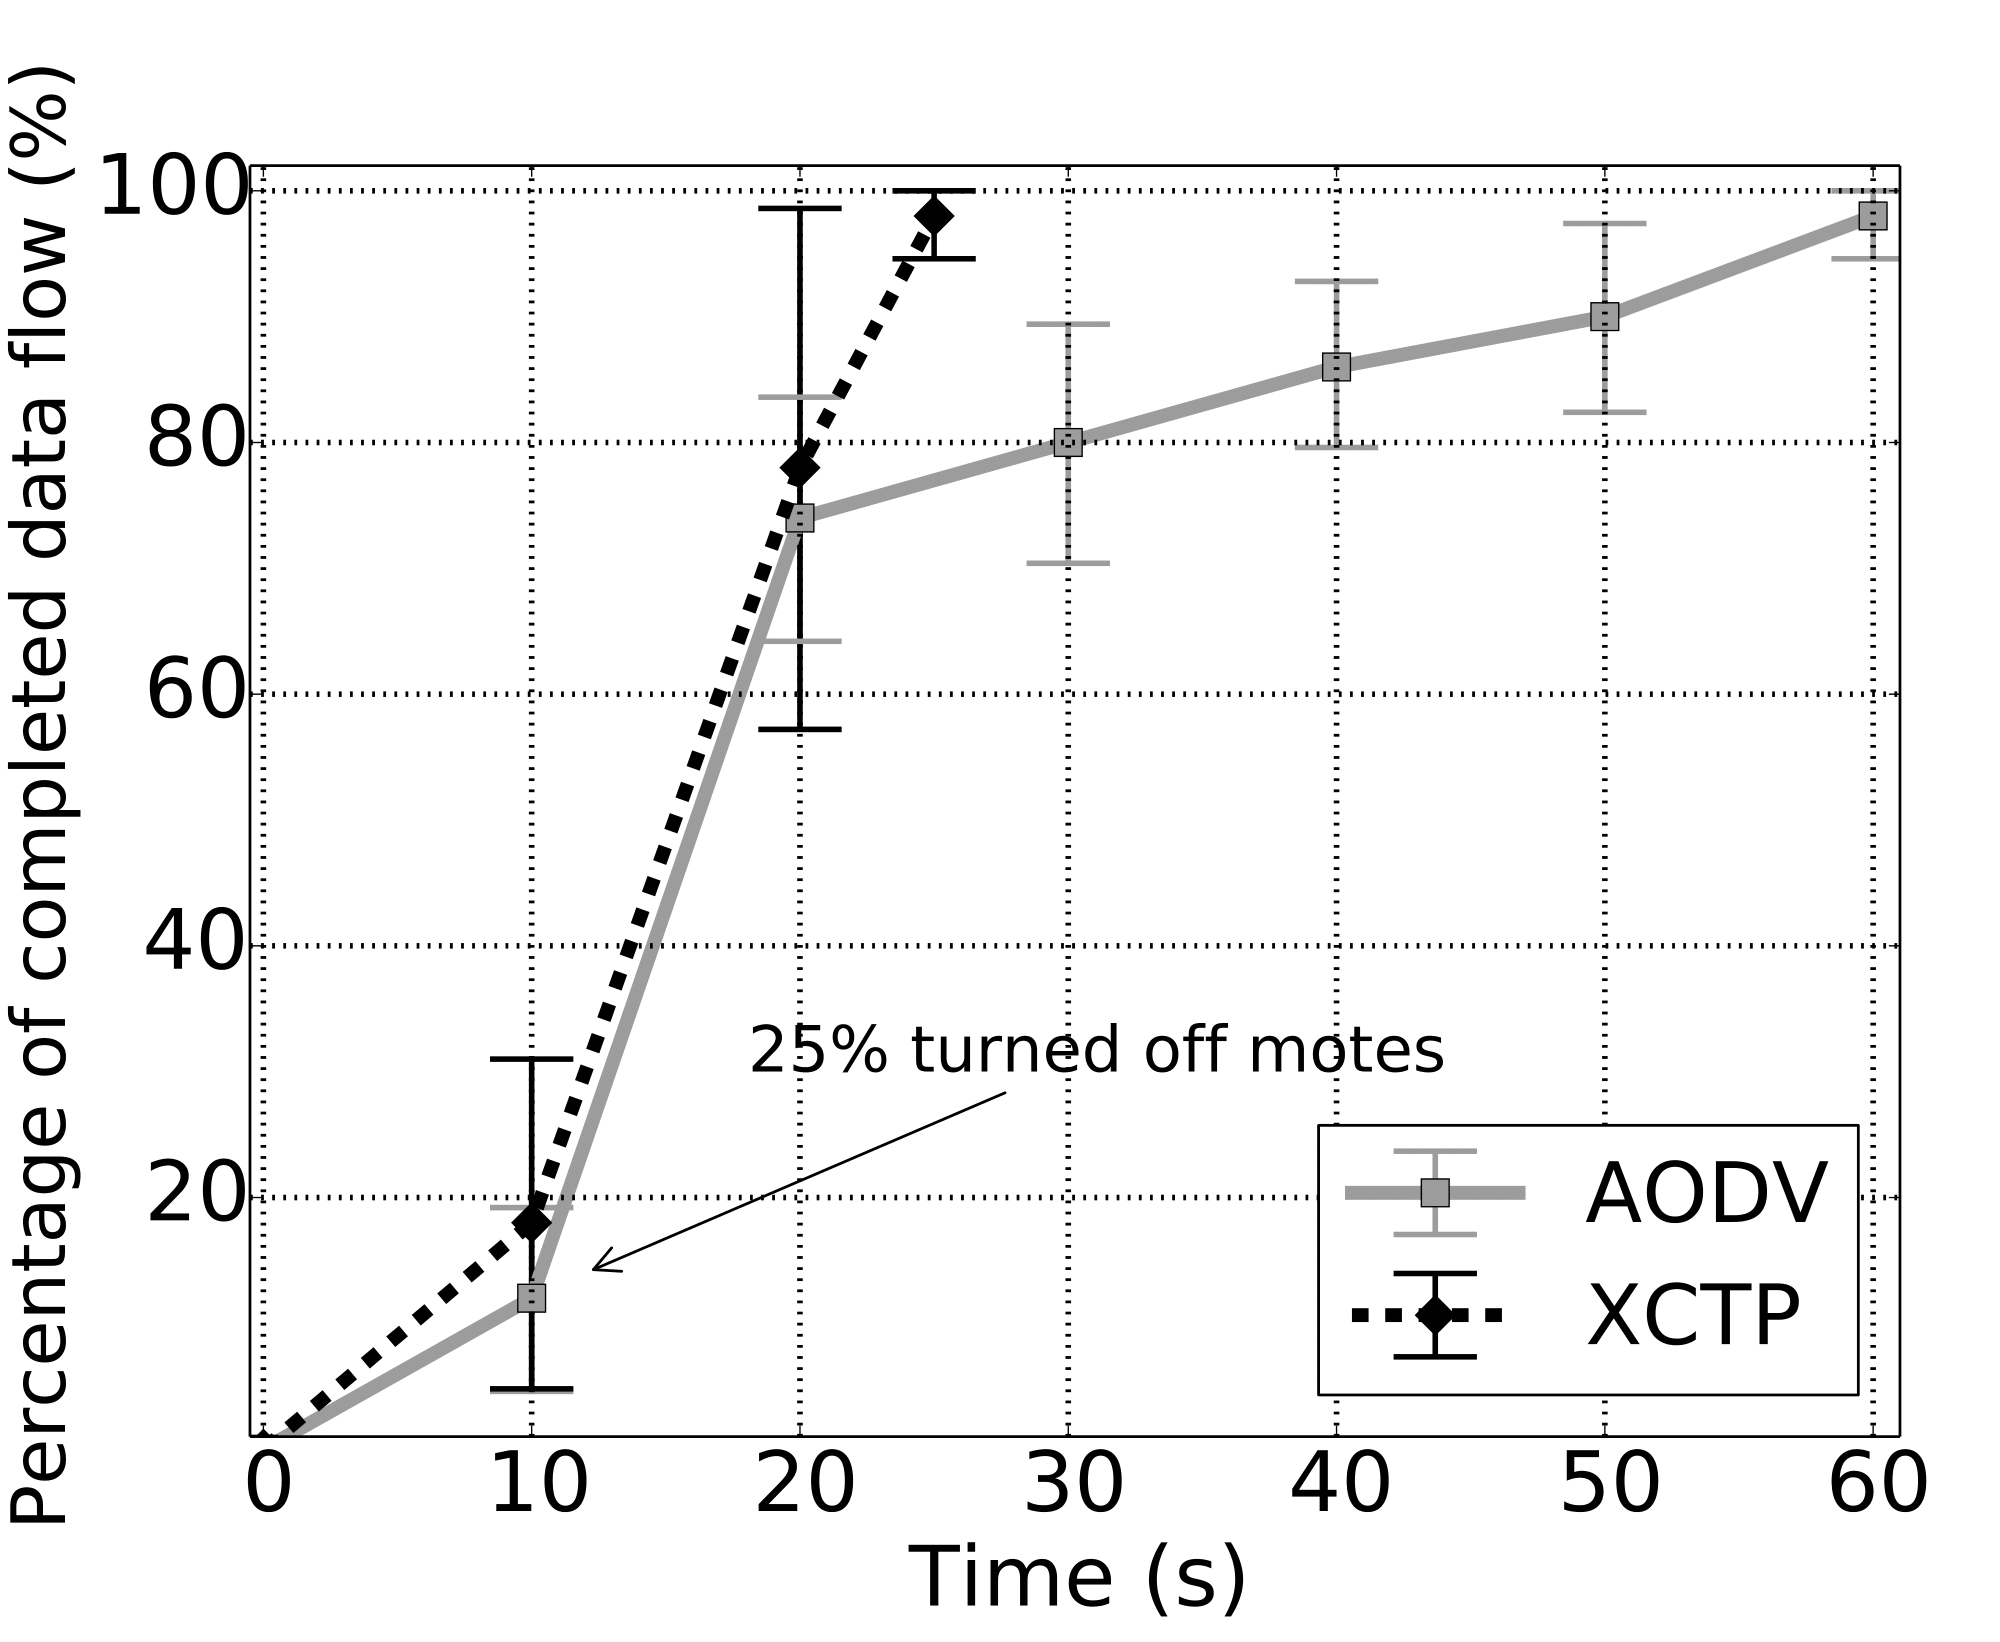 Percentage of completed data flow (%)
100
80
60
40
20
25% turned off motes
AODV
XCTP
0 10 20 30 40 50 60
Time (s)